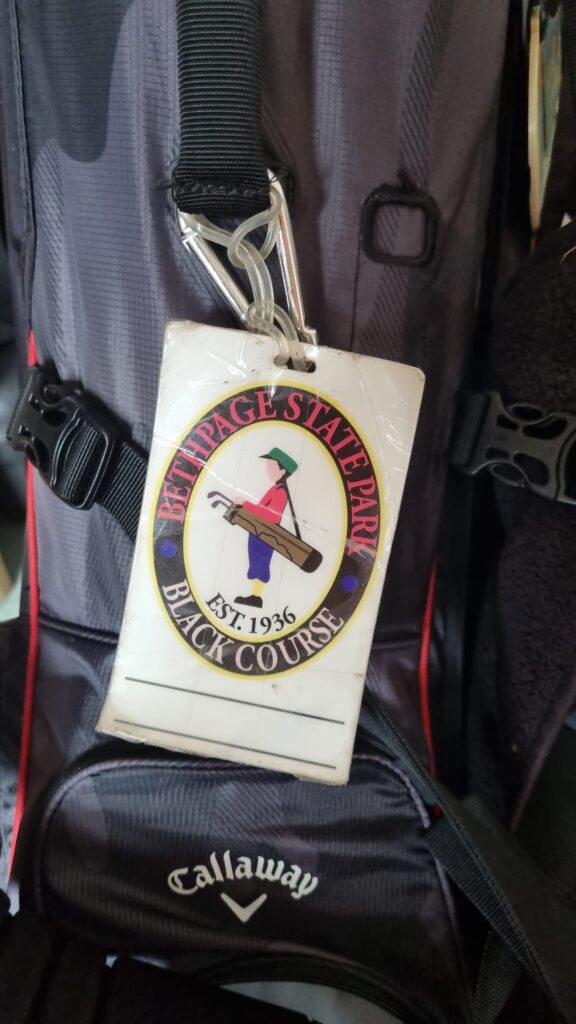 BETHPAGE STATE PARK
EST. 1936
BLACK COURSE
Callaway